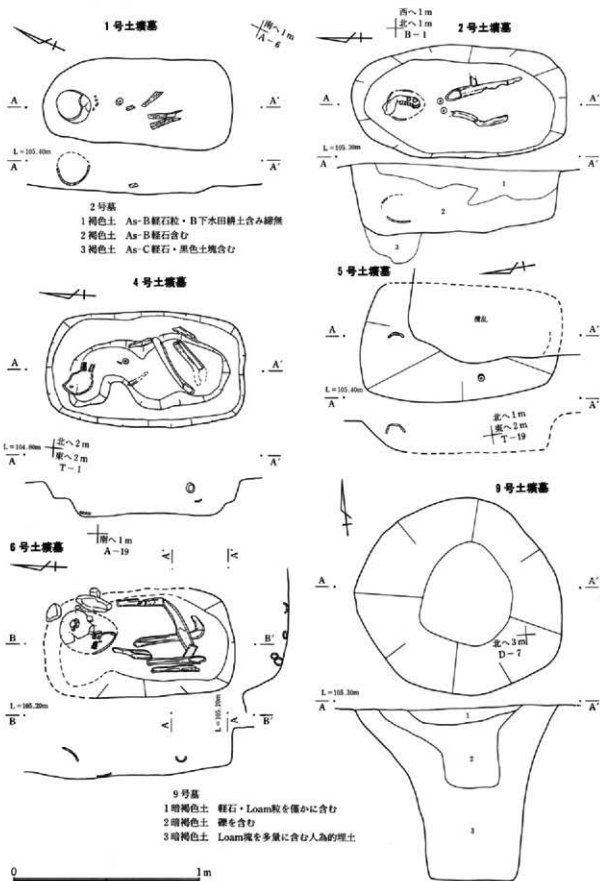 1号土壙墓
南へ1m
A-6
A
A'
L=105.40m
A
A'
2号墓
1 褐色土 As-B軽石粒・B下水田耕土含み締無
2 褐色土 As-B軽石含む
3 褐色土 As-C軽石・黒色土塊含む
西へ1m
北へ1m
B-1
2号土壙墓
A
A'
L=105.30m
A
A'
1
2
3
4号土壙墓
A
A'
L=104.90m
A
A'
北へ2m
東へ2m
T-1
5号土壙墓
攪乱
A
A'
L=105.40m
A
A'
北へ1m
東へ2m
T-19
6号土壙墓
南へ1m
A-19
A'
A'
B
B'
L=105.20m
B
B'
L=105.20m
A
A
9号土壙墓
A
A'
北へ3m
D-7
L=105.30m
A
A'
1
2
3
9号墓
1 暗褐色土 軽石・Loam粒を僅かに含む
2 暗褐色土 礫を含む
3 暗褐色土 Loam塊を多量に含む人為的埋土
0
1m